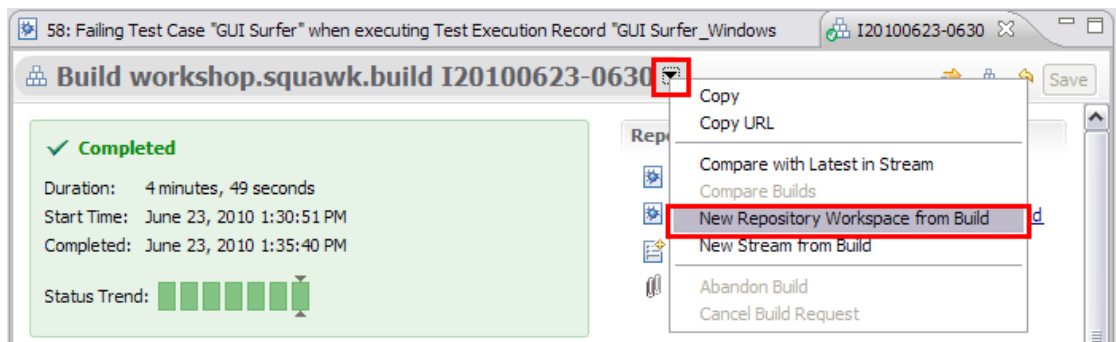 58: Failing Test Case "GUI Surfer" when executing Test Execution Record "GUI Surfer_Windows
I20100623-0630
Build workshop.squawk.build I20100623-0630
Save
Copy
Copy URL
Compare with Latest in Stream
Compare Builds
New Repository Workspace from Build
New Stream from Build
Abandon Build
Cancel Build Request
Completed
Duration: 4 minutes, 49 seconds
Start Time: June 23, 2010 1:30:51 PM
Completed: June 23, 2010 1:35:40 PM
Status Trend:
Rep
d